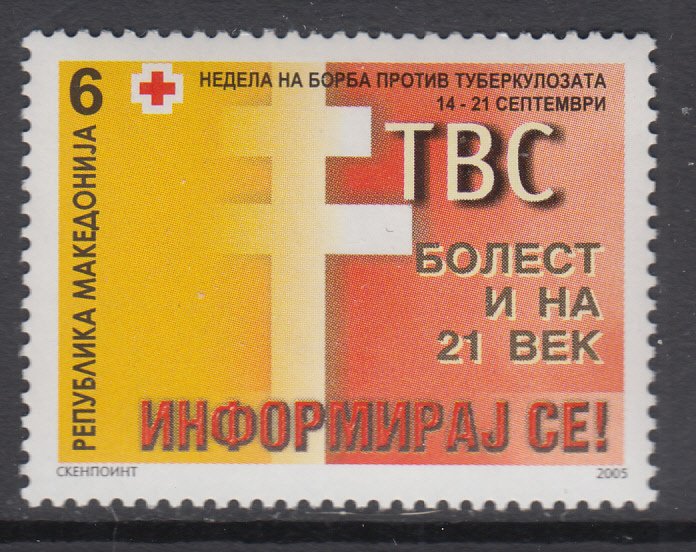 6
НЕДЕЛА НА БОРБА ПРОТИВ ТУБЕРКУЛОЗАТА
14 - 21 СЕПТЕМВРИ
РЕПУБЛИКА МАКЕДОНИЈА
ТВС
БОЛЕСТ
И НА
21 ВЕК
ИНФОРМИРАЈ СЕ!
СКЕНПОИНТ
2005